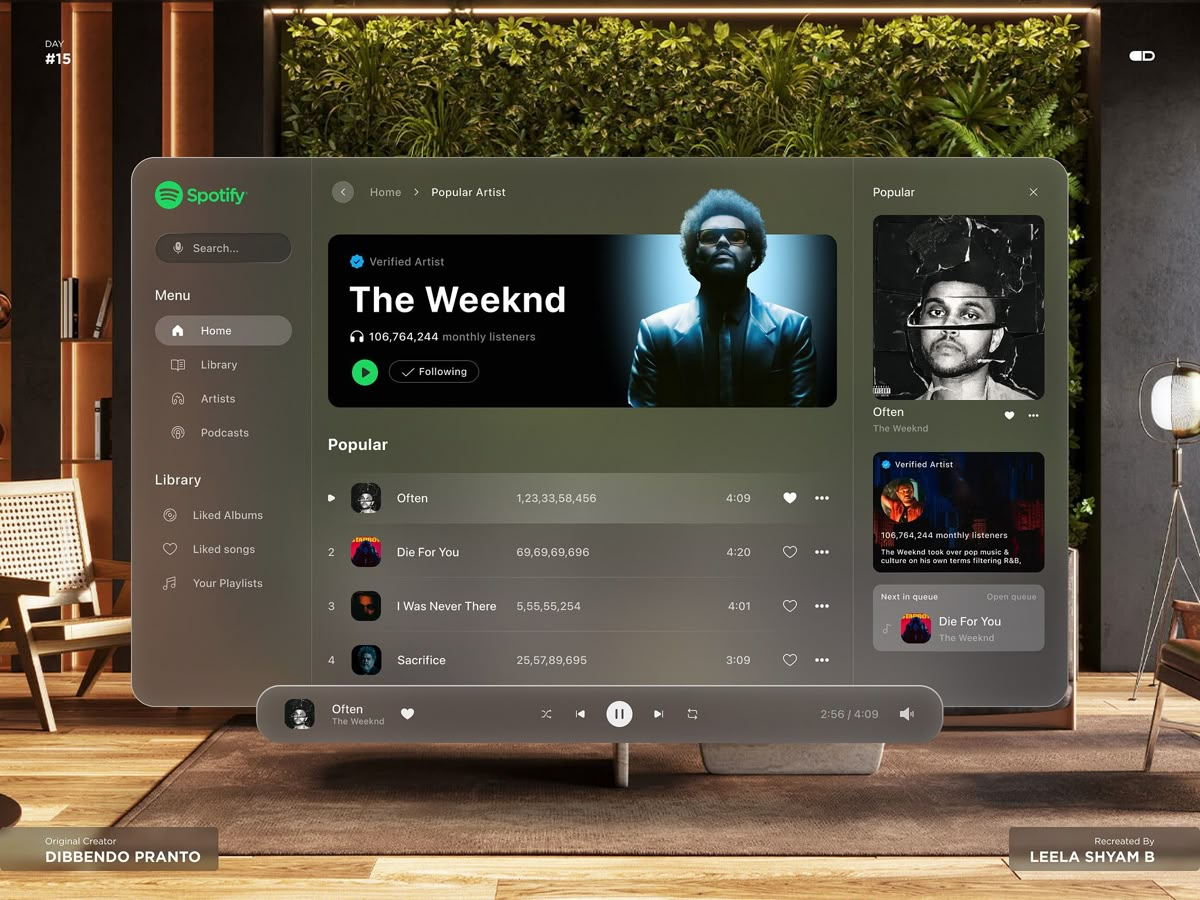 DAY
#15
Spotify
Search...
Menu
Home
Library
Artists
Podcasts
Library
Liked Albums
Liked songs
Your Playlists
Home > Popular Artist
Verified Artist
The Weeknd
106,764,244 monthly listeners
Following
Popular
Often 1,23,33,58,456 4:09
2 Die For You 69,69,69,696 4:20
3 I Was Never There 5,55,55,254 4:01
4 Sacrifice 25,57,89,695 3:09
Popular
Often
The Weeknd
Verified Artist
106,764,244 monthly listeners
The Weeknd took over pop music &
culture on his own terms filtering R&B,
Next in queue Open queue
Die For You
The Weeknd
Often
The Weeknd
2:56 / 4:09
Original Creator
DIBBENDO PRANTO
Recreated By
LEELA SHYAM B